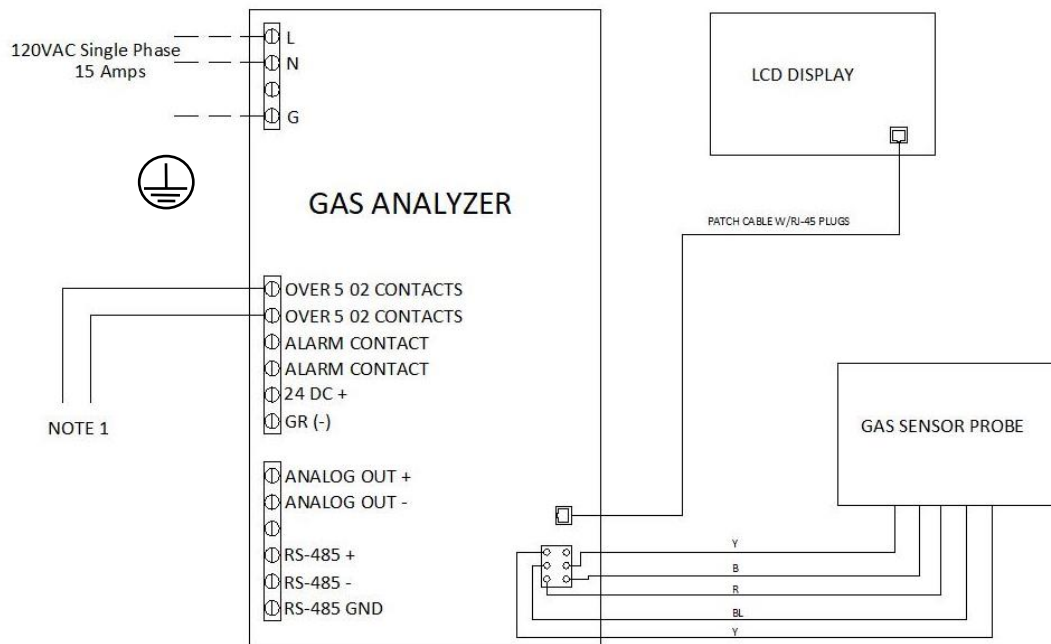 120VAC Single Phase
15 Amps
L
N
G
GAS ANALYZER
OVER 5 02 CONTACTS
OVER 5 02 CONTACTS
ALARM CONTACT
ALARM CONTACT
24 DC +
GR (-)
NOTE 1
ANALOG OUT +
ANALOG OUT -
RS-485 +
RS-485 -
RS-485 GND
LCD DISPLAY
PATCH CABLE W/RJ-45 PLUGS
GAS SENSOR PROBE
Y
B
R
BL
Y